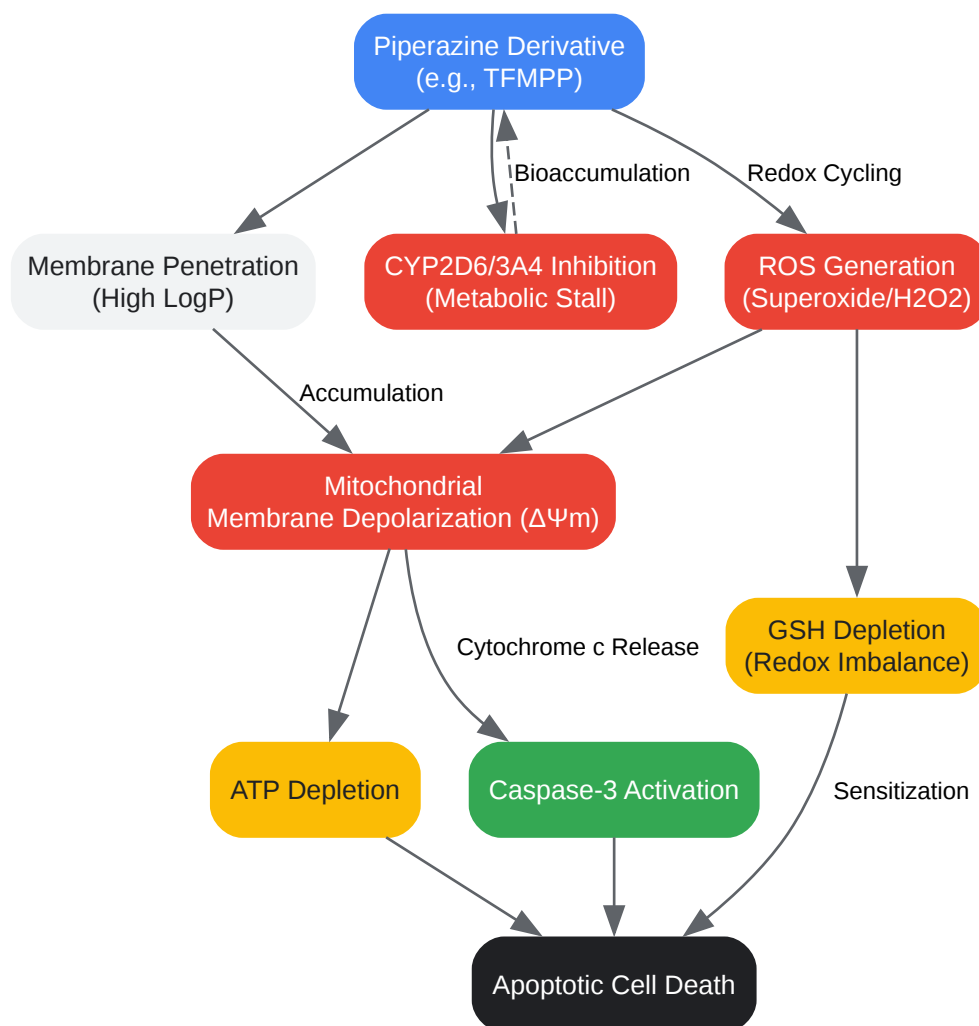 Piperazine Derivative
(e.g., TFMPP)
Bioaccumulation
Redox Cycling
Membrane Penetration
(High LogP)
CYP2D6/3A4 Inhibition
(Metabolic Stall)
ROS Generation
(Superoxide/H2O2)
Accumulation
Mitochondrial
Membrane Depolarization (ΔΨm)
Cytochrome c Release
GSH Depletion
(Redox Imbalance)
ATP Depletion
Caspase-3 Activation
Sensitization
Apoptotic Cell Death